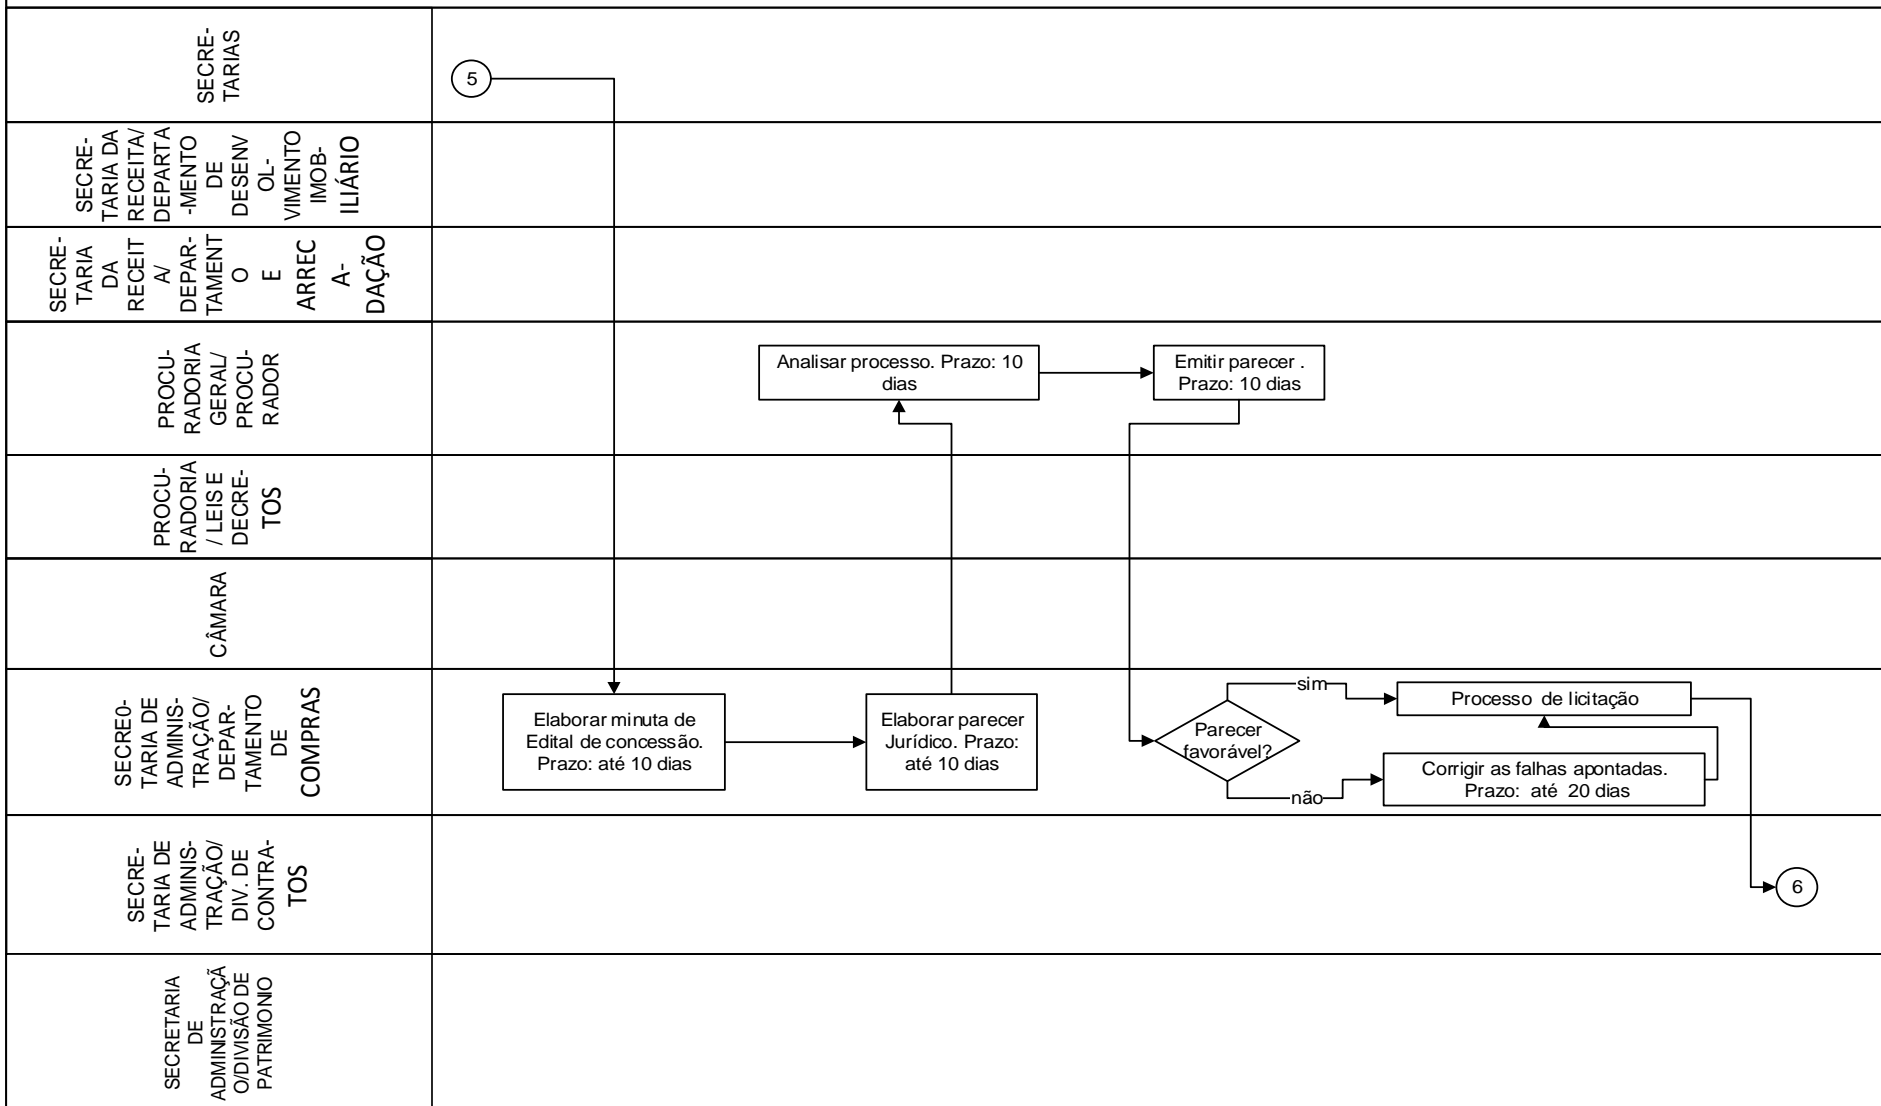 SECRE-
TARIAS
5
SECRE-
TARIA DA
RECEITA/
DEPARTA
-MENTO
DE
DESENV
OL-
VIMENTO
IMOB-
ILIÁRIO
SECRE-
TARIA
DA
RECEIT
A/
DEPAR-
TAMENT
O
E
ARREC
A-
DAÇÃO
PROCU-
RADORIA
GERAL/
PROCU-
RADOR
Analisar processo. Prazo: 10
dias
Emitir parecer .
Prazo: 10 dias
PROCU-
RADORIA
/ LEIS E
DECRE-
TOS
CÂMARA
SECRE0-
TARIA DE
ADMINIS-
TRAÇÃO/
DEPAR-
TAMENTO
DE
COMPRAS
Elaborar minuta de
Edital de concessão.
Prazo: até 10 dias
Elaborar parecer
Jurídico. Prazo:
até 10 dias
Parecer
favorável?
sim
Processo de licitação
não
Corrigir as falhas apontadas.
Prazo: até 20 dias
SECRE-
TARIA DE
ADMINIS-
TRAÇÃO/
DIV. DE
CONTRA-
TOS
6
SECRETARIA
DE
ADMINISTRAÇÃ
O/DIVISÃO DE
PATRIMONIO